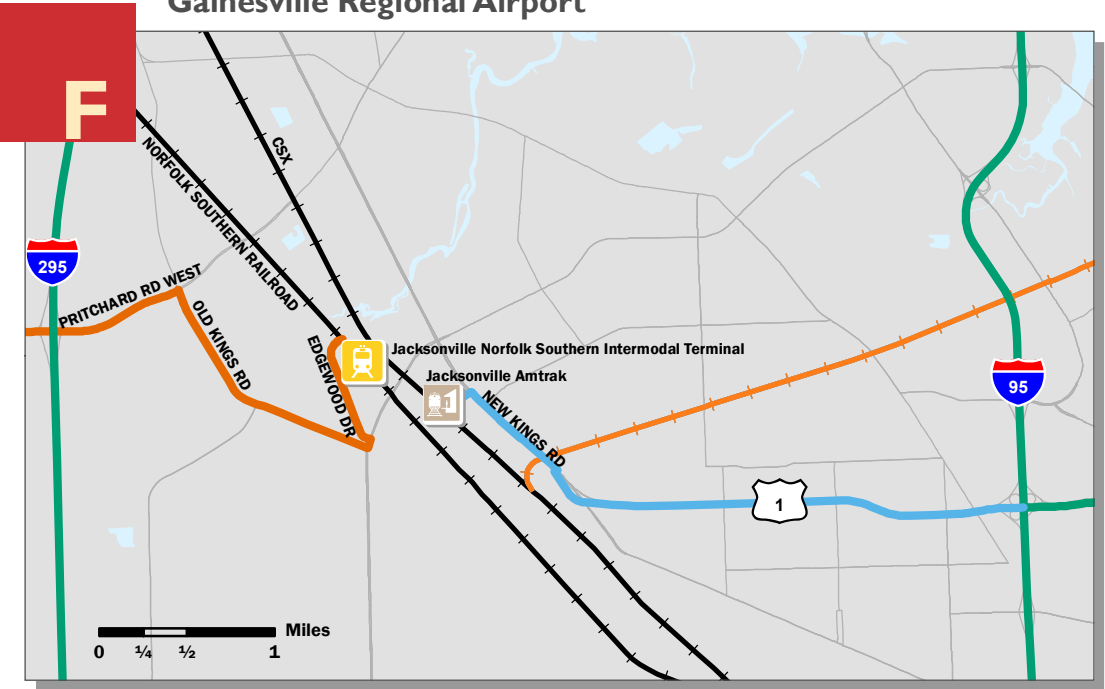 Gainesville Regional Airport
F
CSX
NORFOLK SOUTHERN RAILROAD
295
PRITCHARD RD WEST
OLD KINGS RD
EDGEWOOD DR
Jacksonville Norfolk Southern Intermodal Terminal
Jacksonville Amtrak
NEW KINGS RD
95
1
Miles
0 ¼ ½ 1